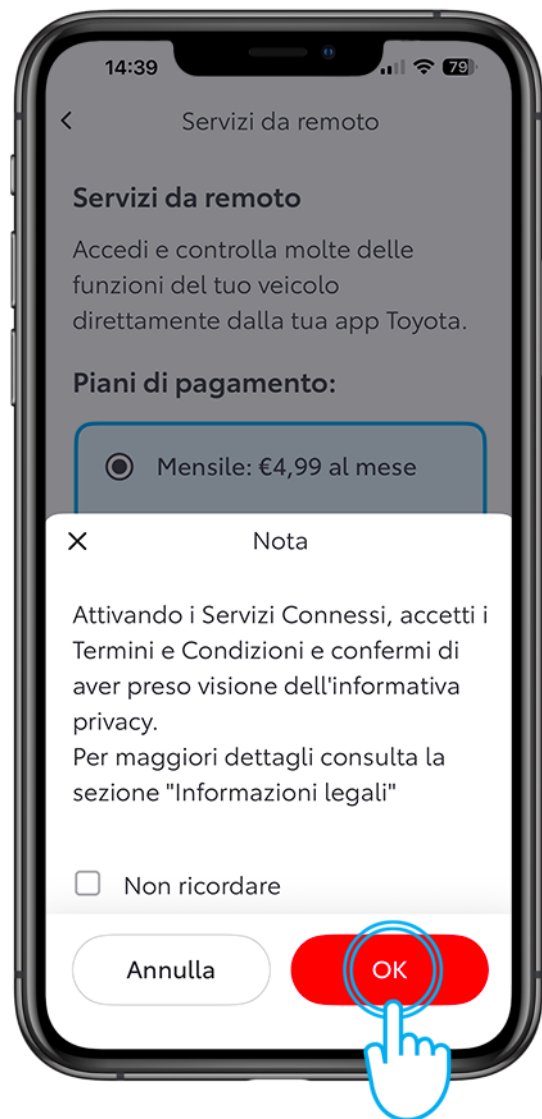 14:39
79
Servizi da remoto
Servizi da remoto
Accedi e controlla molte delle
funzioni del tuo veicolo
direttamente dalla tua app Toyota.
Piani di pagamento:
Mensile: €4,99 al mese
Nota
Attivando i Servizi Connessi, accetti i
Termini e Condizioni e confermi di
aver preso visione dell'informativa
privacy.
Per maggiori dettagli consulta la
sezione "Informazioni legali"
Non ricordare
Annulla
OK